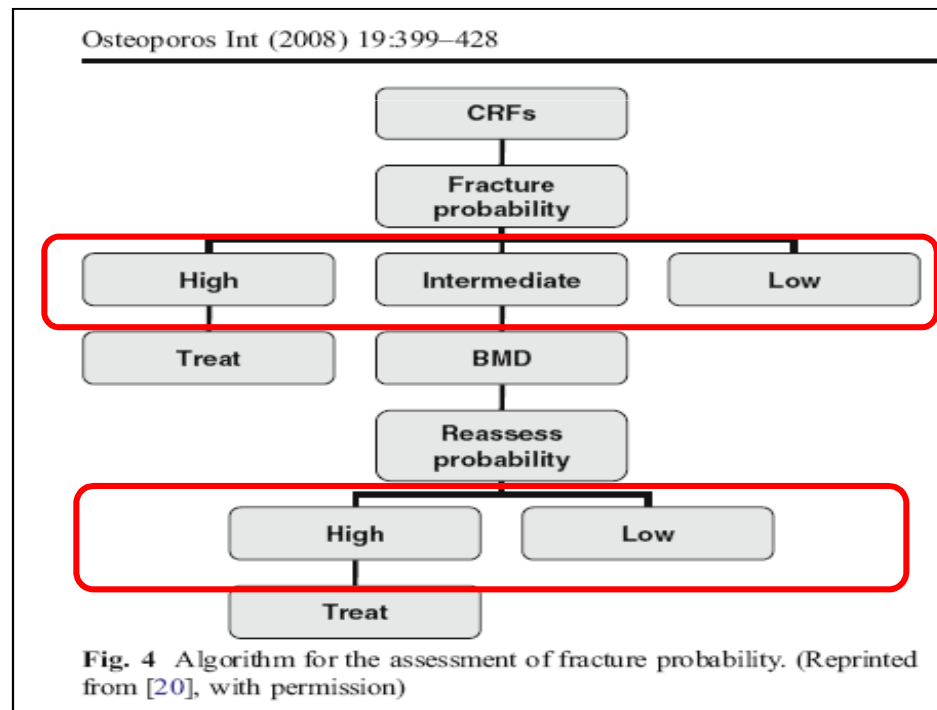 Osteoporos Int (2008) 19:399–428
CRFs
Fracture
probability
High
Intermediate
Low
Treat
BMD
Reassess
probability
High
Low
Treat
Fig. 4 Algorithm for the assessment of fracture probability. (Reprinted
from [20], with permission)